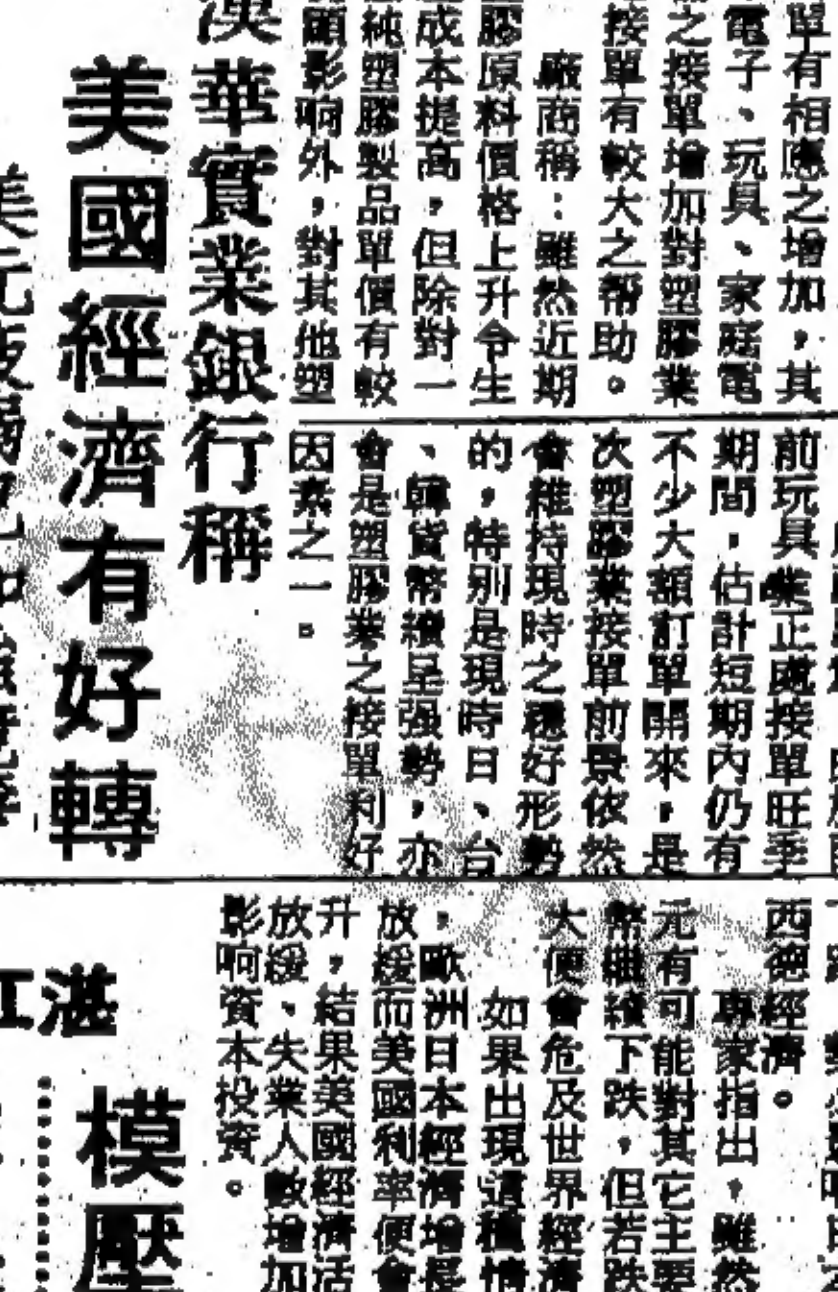 單有相應之增加，其
電子、玩具、家庭電
之接單增加對塑膠業
接單有較大之幫助。
廠商稱：雖然近期
膠原料價格上升令生
成本提高，但除對一
純塑膠製品單價有較
影响外，對其他塑
前玩具業正處接單旺季
期間，估計短期內仍有
不少大額訂單開來，是
次塑膠業接單前景依然
會維持現時之穩好形勢
的，特別是現時日、台
、韓貨幣續呈强勢，亦
會是塑膠業之接單利好
因素之一。
華實業銀行稱
美國經濟有好轉
西德經濟。
專家指出，雖然
元有可能對其它主要
幣繼續下跌，但若跌
大便會危及世界經濟
如果出現這種情
，歐洲日本經濟增長
放緩而美國利率便會
升，結果美國經濟活
放緩、失業人數增加
影响資本投資。
湛江
模壓